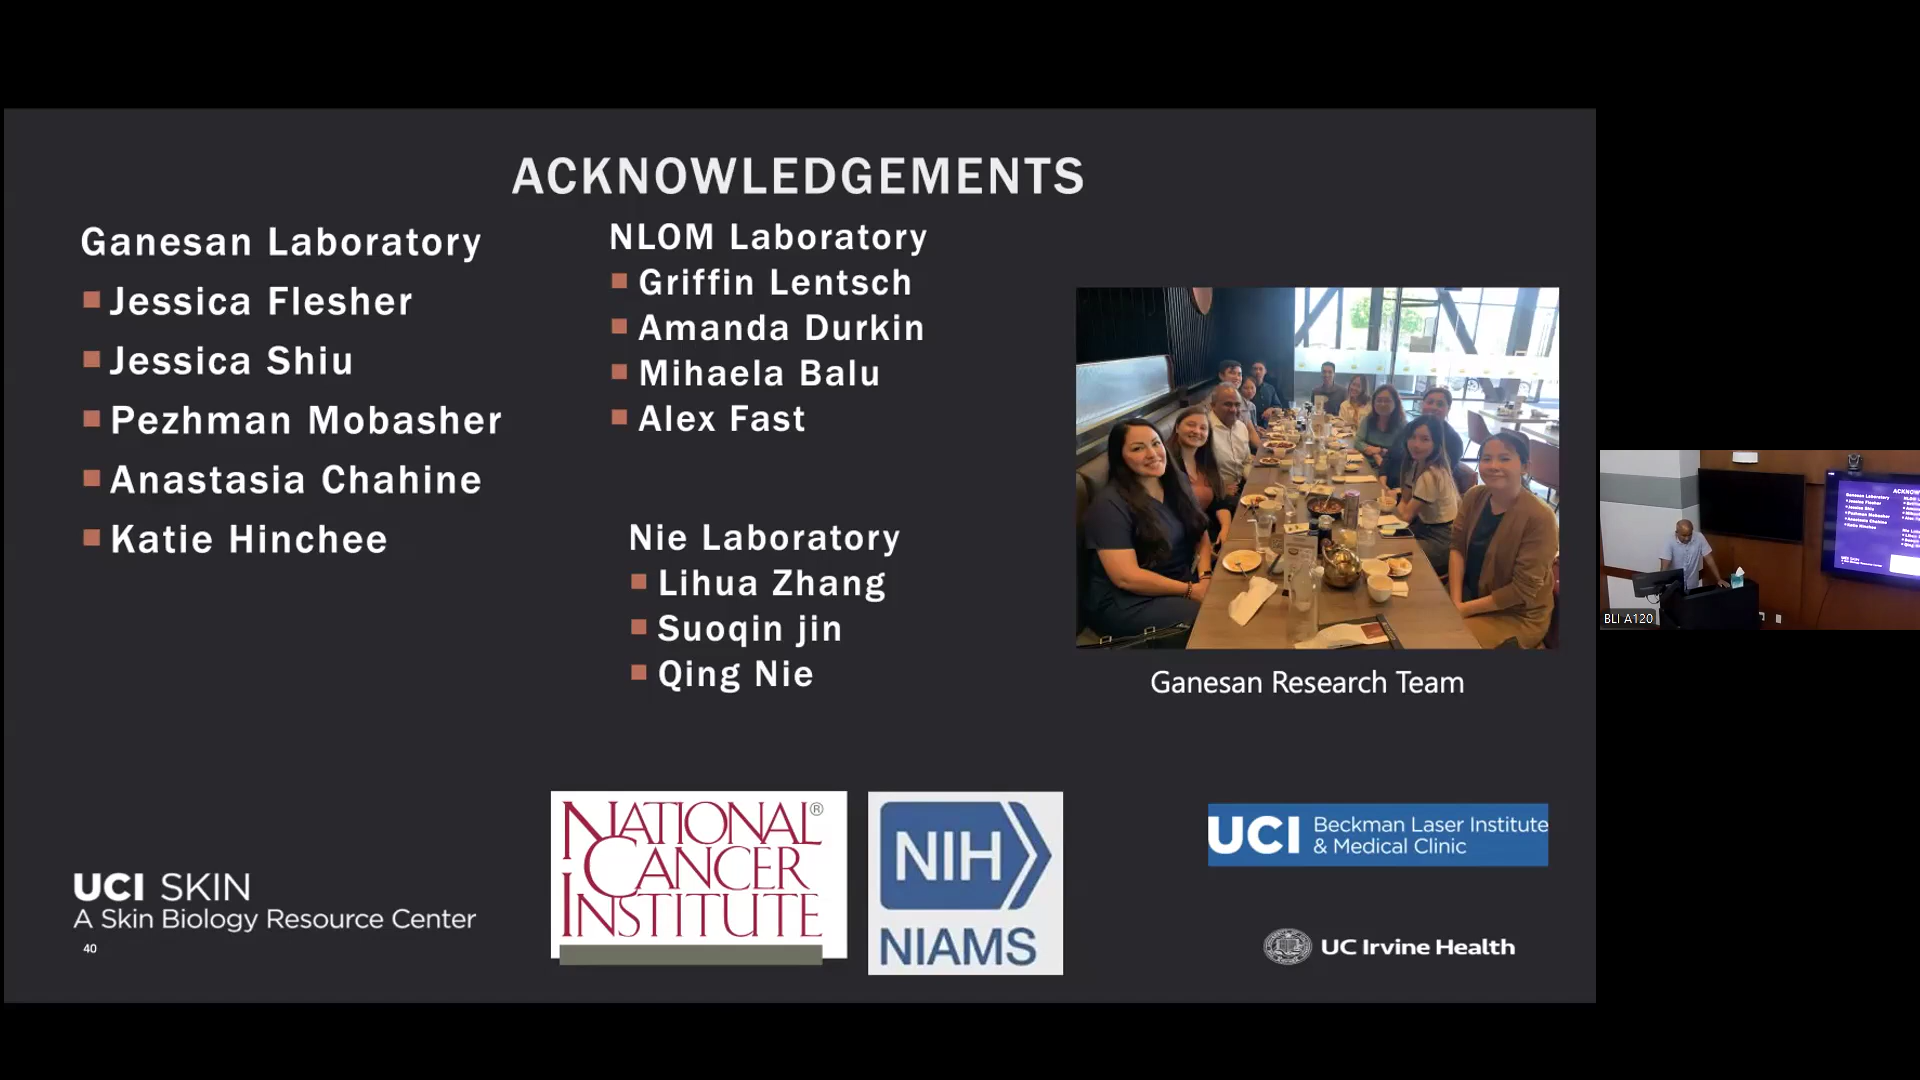 ACKNOWLEDGEMENTS
Ganesan Laboratory
Jessica Flesher
Jessica Shiu
Pezhman Mobasher
Anastasia Chahine
Katie Hinchee
NLOM Laboratory
Griffin Lentsch
Amanda Durkin
Mihaela Balu
Alex Fast
Nie Laboratory
Lihua Zhang
Suoqin jin
Qing Nie
Ganesan Research Team
UCI SKIN
A Skin Biology Resource Center
40
NATIONAL®
CANCER
INSTITUTE
NIH
NIAMS
UCI Beckman Laser Institute
& Medical Clinic
UC Irvine Health
BLI A120